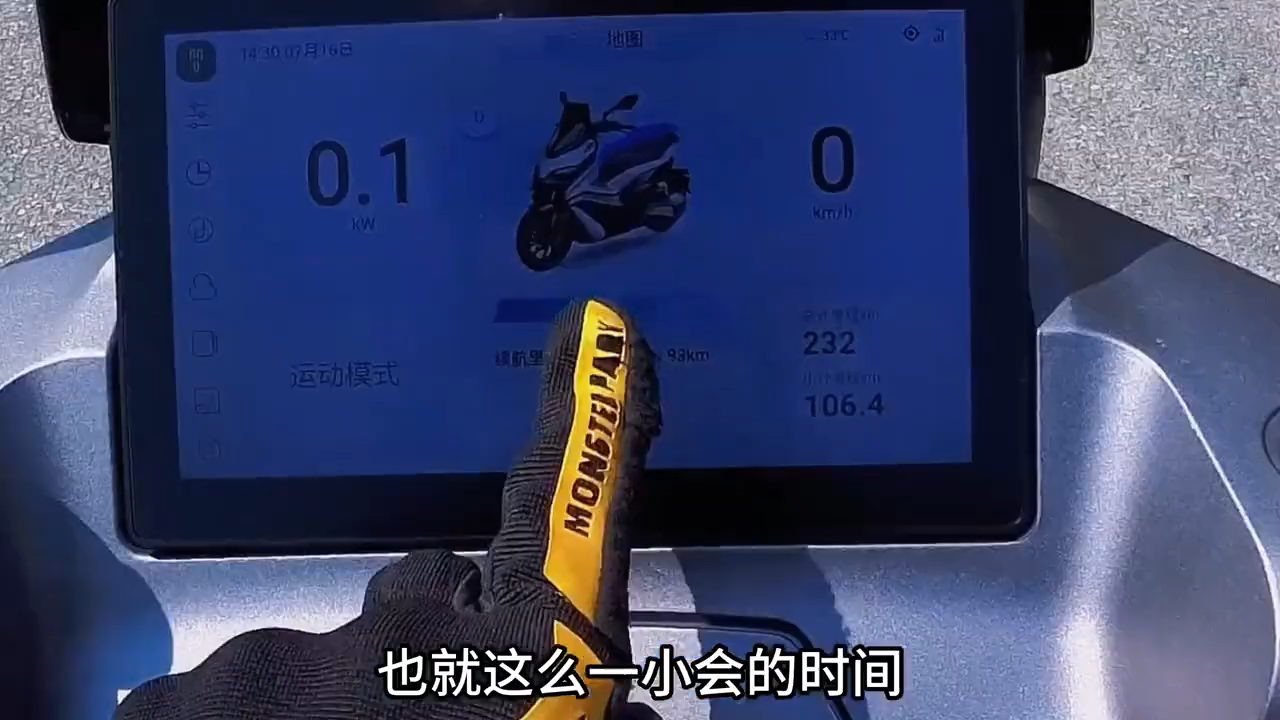 14:30 07月16日
地图
33℃
0.1
kW
0
km/h
续航里
93km
运动模式
232
106.4
MONSTER
也就这么一小会的时间